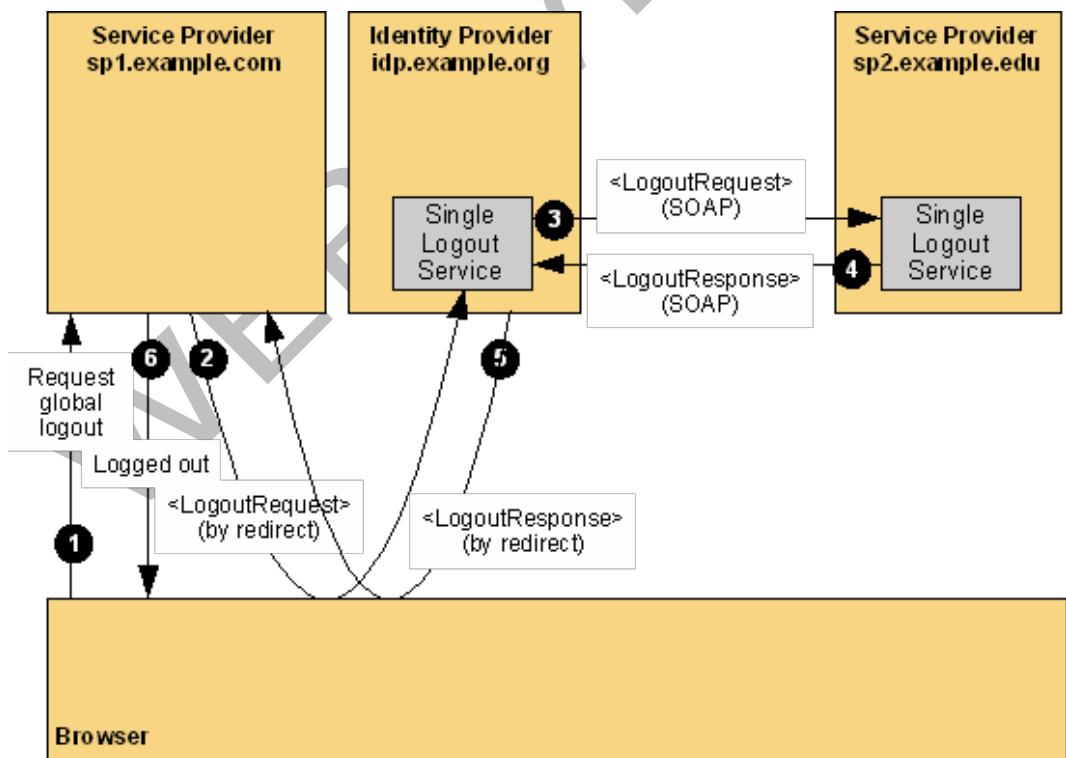 Service Provider
sp1.example.com
Identity Provider
idp.example.org
Service Provider
sp2.example.edu
<LogoutRequest>
(SOAP)
Single
Logout
Service
3
Single
Logout
Service
4
<LogoutResponse>
(SOAP)
6
2
5
Request
global
logout
Logged out
<LogoutRequest>
(by redirect)
<LogoutResponse>
(by redirect)
1
Browser